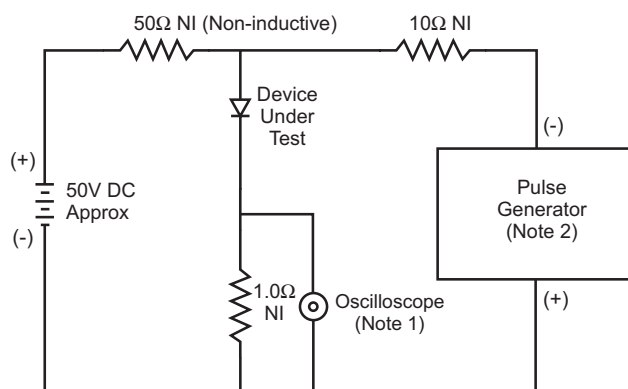 50Ω NI (Non-inductive)
10Ω NI
Device
Under
Test
(-)
(+)
50V DC
Approx
(-)
Pulse
Generator
(Note 2)
1.0Ω
NI
Oscilloscope
(Note 1)
(+)